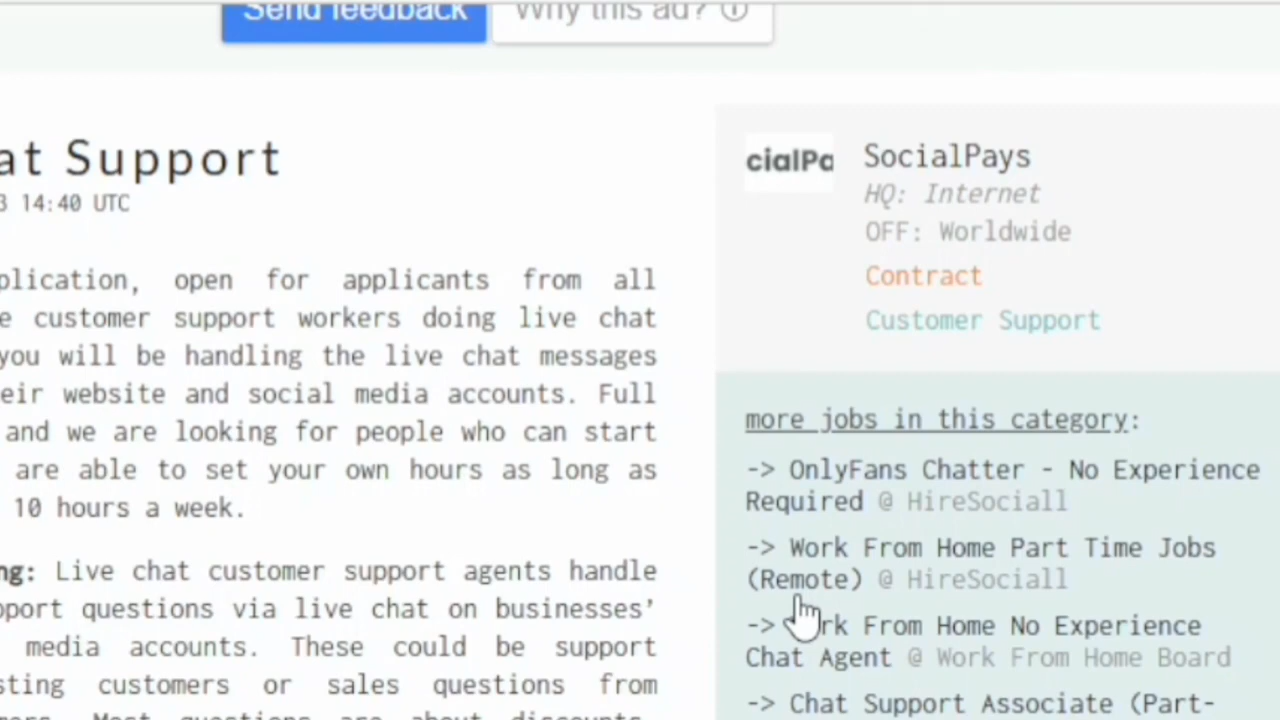 Send feedback Why this ad?
at Support
3 14:40 UTC
plication, open for applicants from all
e customer support workers doing live chat
you will be handling the live chat messages
eir website and social media accounts. Full
and we are looking for people who can start
are able to set your own hours as long as
10 hours a week.
ng: Live chat customer support agents handle
pport questions via live chat on businesses’
media accounts. These could be support
sting customers or sales questions from
mers. Most questions are about discounts,
cialPa
SocialPays
HQ: Internet
OFF: Worldwide
Contract
Customer Support
more jobs in this category:
-> OnlyFans Chatter - No Experience
Required @ HireSociall
-> Work From Home Part Time Jobs
(Remote) @ HireSociall
-> rk From Home No Experience
Chat Agent @ Work From Home Board
-> Chat Support Associate (Part-